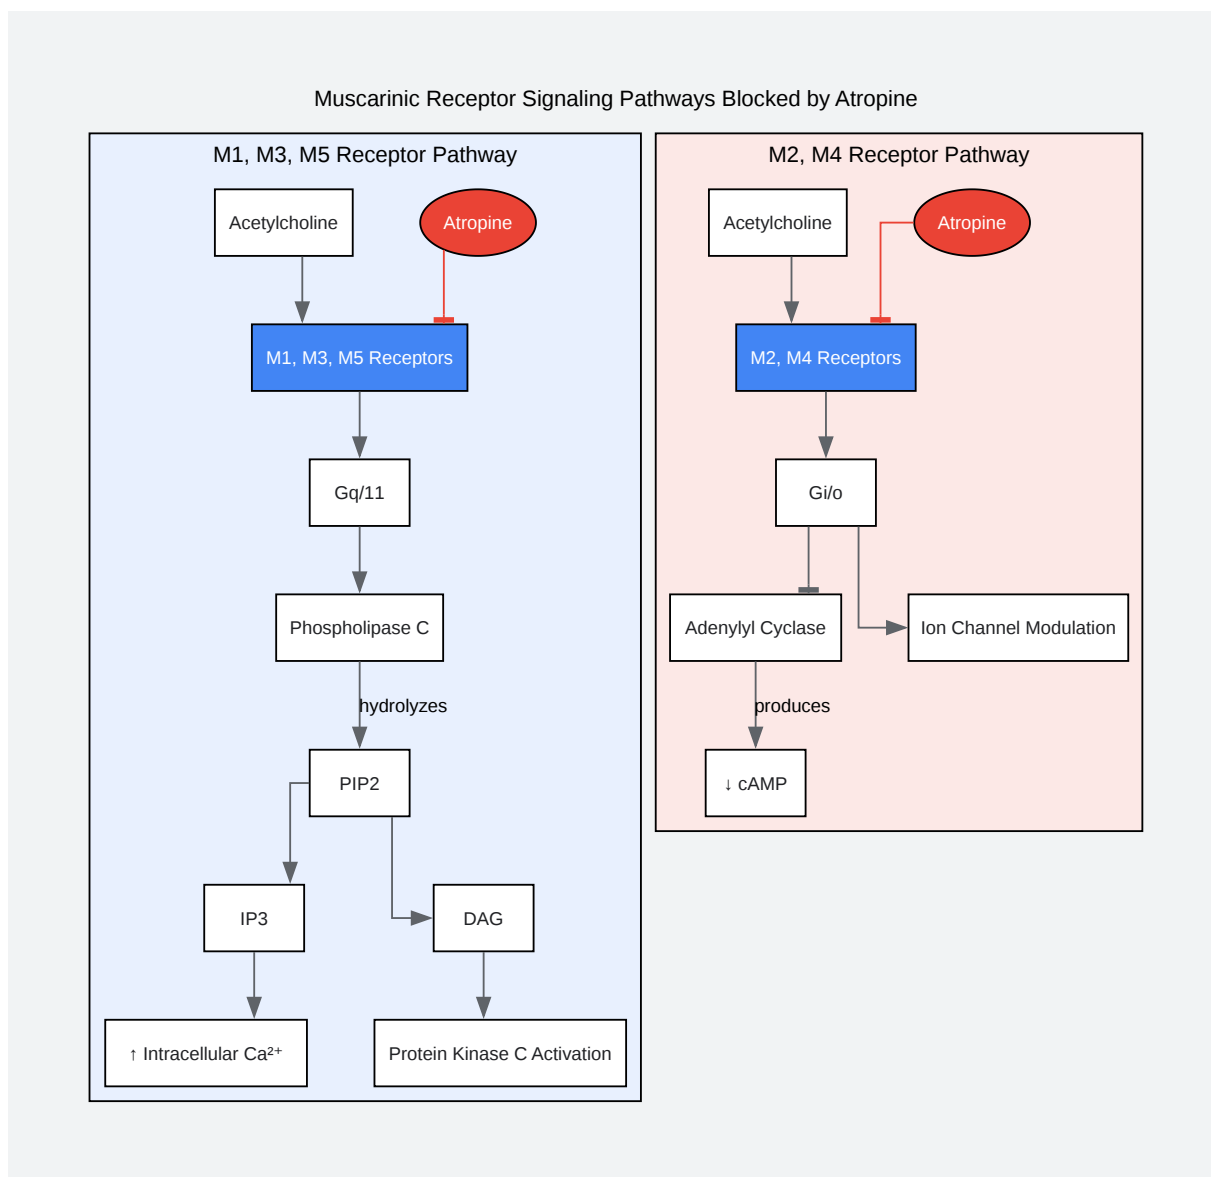 Muscarinic Receptor Signaling Pathways Blocked by Atropine
M1, M3, M5 Receptor Pathway
Acetylcholine
Atropine
M1, M3, M5 Receptors
Gq/11
Phospholipase C
hydrolyzes
PIP2
IP3
DAG
↑ Intracellular Ca²⁺
Protein Kinase C Activation
M2, M4 Receptor Pathway
Acetylcholine
Atropine
M2, M4 Receptors
Gi/o
Adenylyl Cyclase
Ion Channel Modulation
produces
↓ cAMP